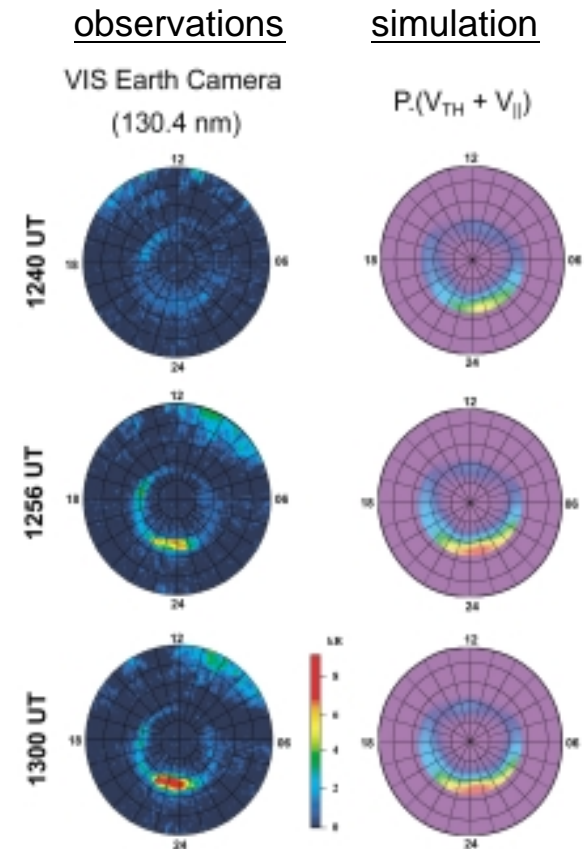 observations simulation
VIS Earth Camera
(130.4 nm)
P.(V_TH + V_||)
12 12
1240 UT
18 06 18 06
24 24
12 12
1256 UT
18 06 18 06
24 24
12 kR 12
1300 UT
8
6
18 06 18 06
4
2
0
24 24